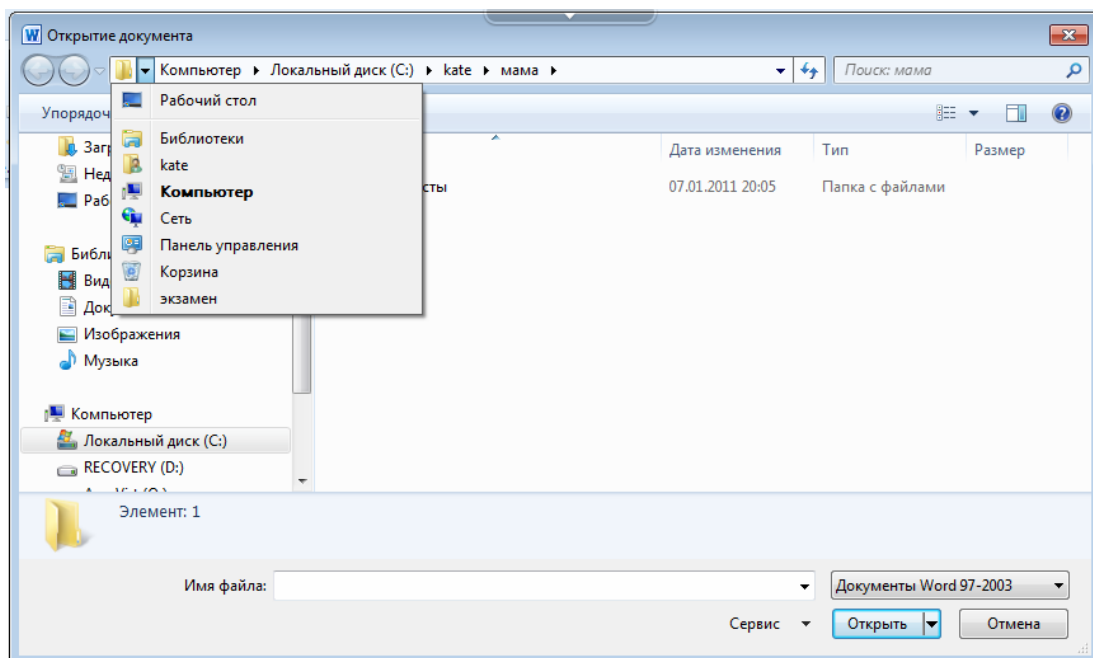 Открытие документа
Компьютер Локальный диск (C:) kate мама
Поиск: мама
Рабочий стол
Упорядоч
Библиотеки
Загр
Дата изменения Тип Размер
kate
Нед
Компьютер
сты 07.01.2011 20:05 Папка с файлами
Раб
Сеть
Панель управления
Библи
Корзина
Вид
экзамен
Док
Изображения
Музыка
Компьютер
Локальный диск (C:)
RECOVERY (D:)
Элемент: 1
Имя файла: Документы Word 97-2003
Сервис Открыть Отмена